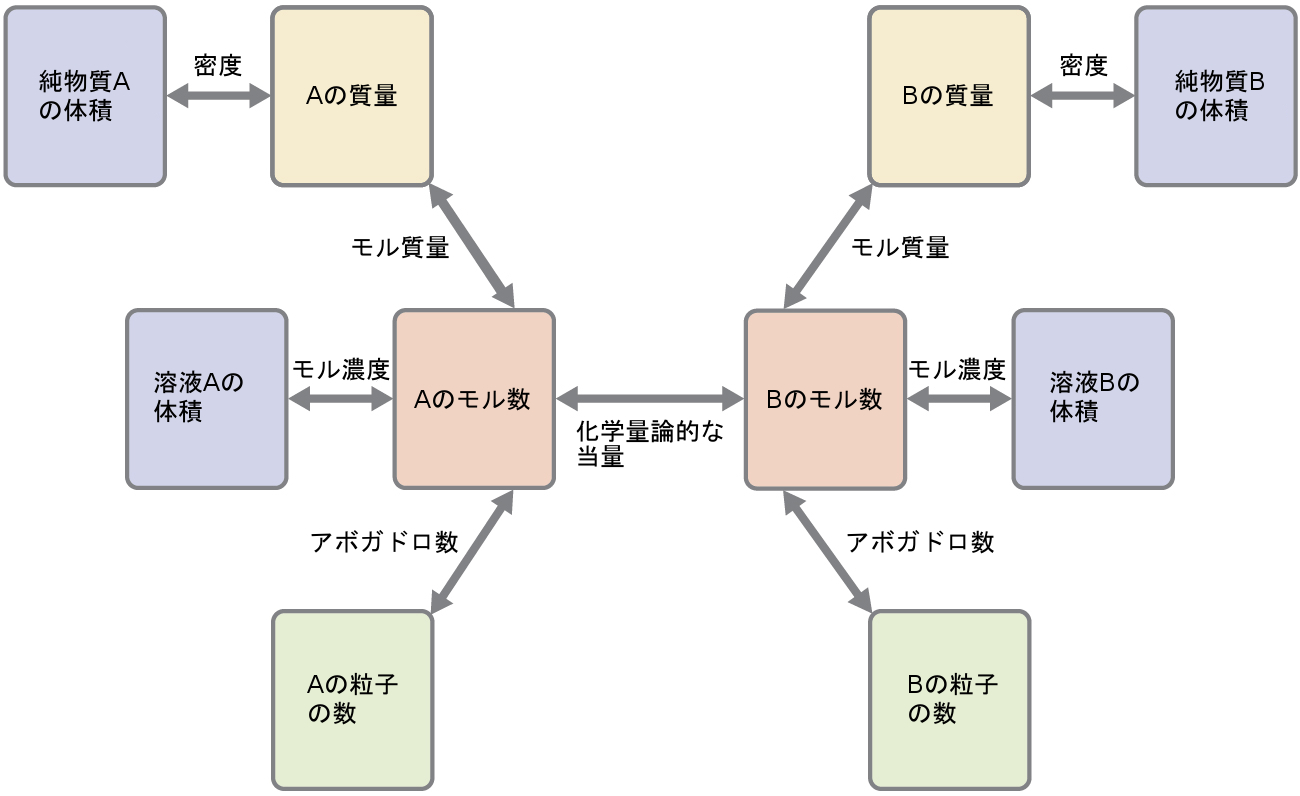 純物質A
の体積
密度
Aの質量
Bの質量
密度
純物質B
の体積
モル質量
モル質量
溶液Aの
体積
モル濃度
Aのモル数
化学量論的な
当量
Bのモル数
モル濃度
溶液Bの
体積
アボガドロ数
アボガドロ数
Aの粒子
の数
Bの粒子
の数